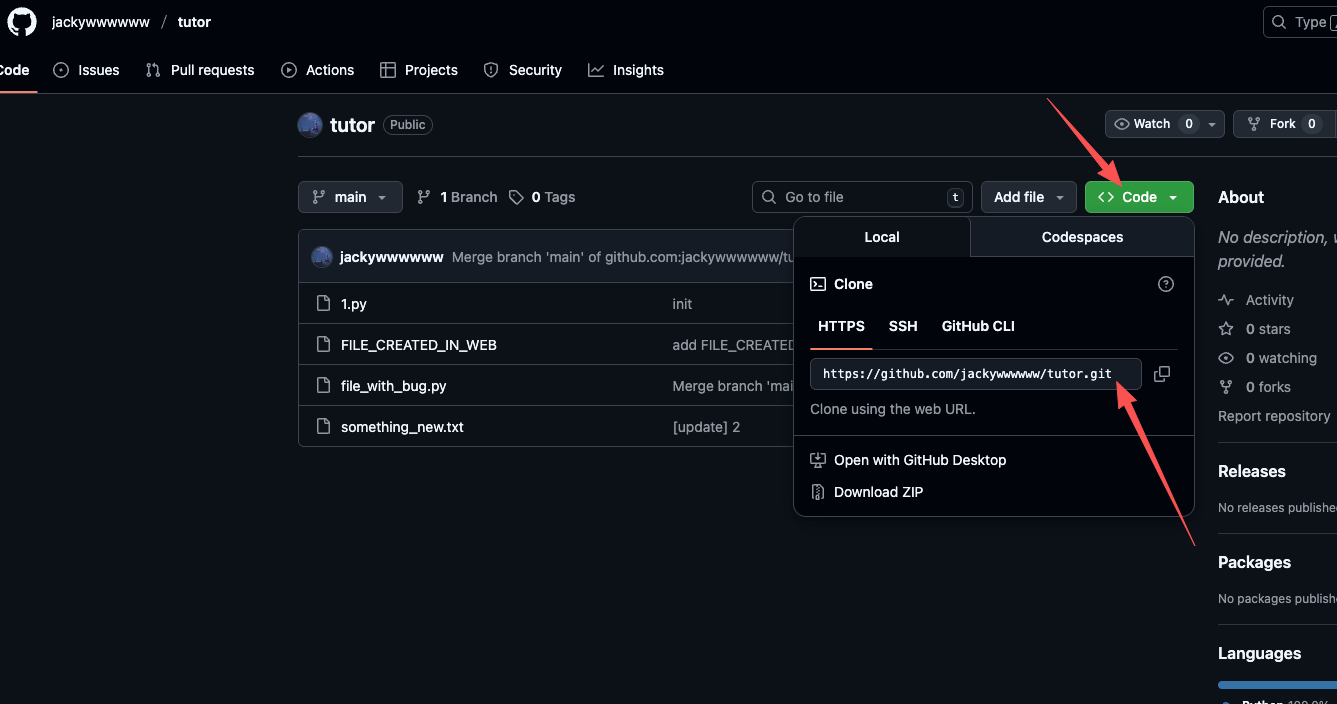 jackywwwwww / tutor
Type /
Code Issues Pull requests Actions Projects Security Insights
tutor Public
Watch 0 Fork 0
main 1 Branch 0 Tags
Go to file t
Add file
Code
jackywwwwww Merge branch 'main' of github.com:jackywwwwww/tu
1.py init
FILE_CREATED_IN_WEB add FILE_CREATED
file_with_bug.py Merge branch 'mai
something_new.txt [update] 2
Local Codespaces
Clone
HTTPS SSH GitHub CLI
https://github.com/jackywwwwww/tutor.git
Clone using the web URL.
Open with GitHub Desktop
Download ZIP
About
No description, w
provided.
Activity
0 stars
0 watching
0 forks
Report repository
Releases
No releases publishe
Packages
No packages publish
Languages
Python 100.0%